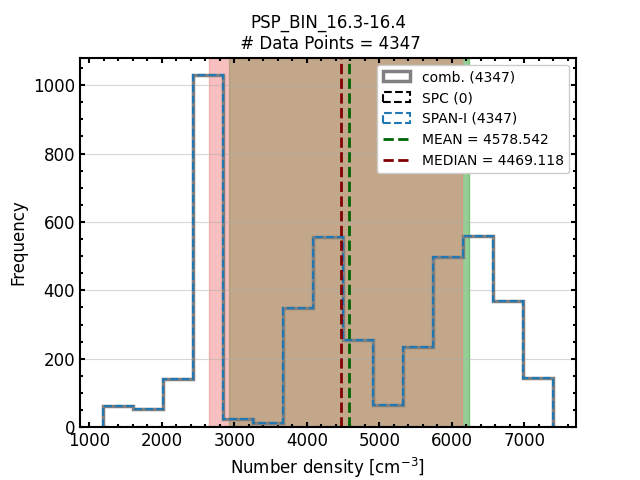 PSP_BIN_16.3-16.4
# Data Points = 4347
comb. (4347)
SPC (0)
SPAN-I (4347)
MEAN = 4578.542
MEDIAN = 4469.118
Frequency
1000
800
600
400
200
0
1000 2000 3000 4000 5000 6000 7000
Number density [cm⁻³]